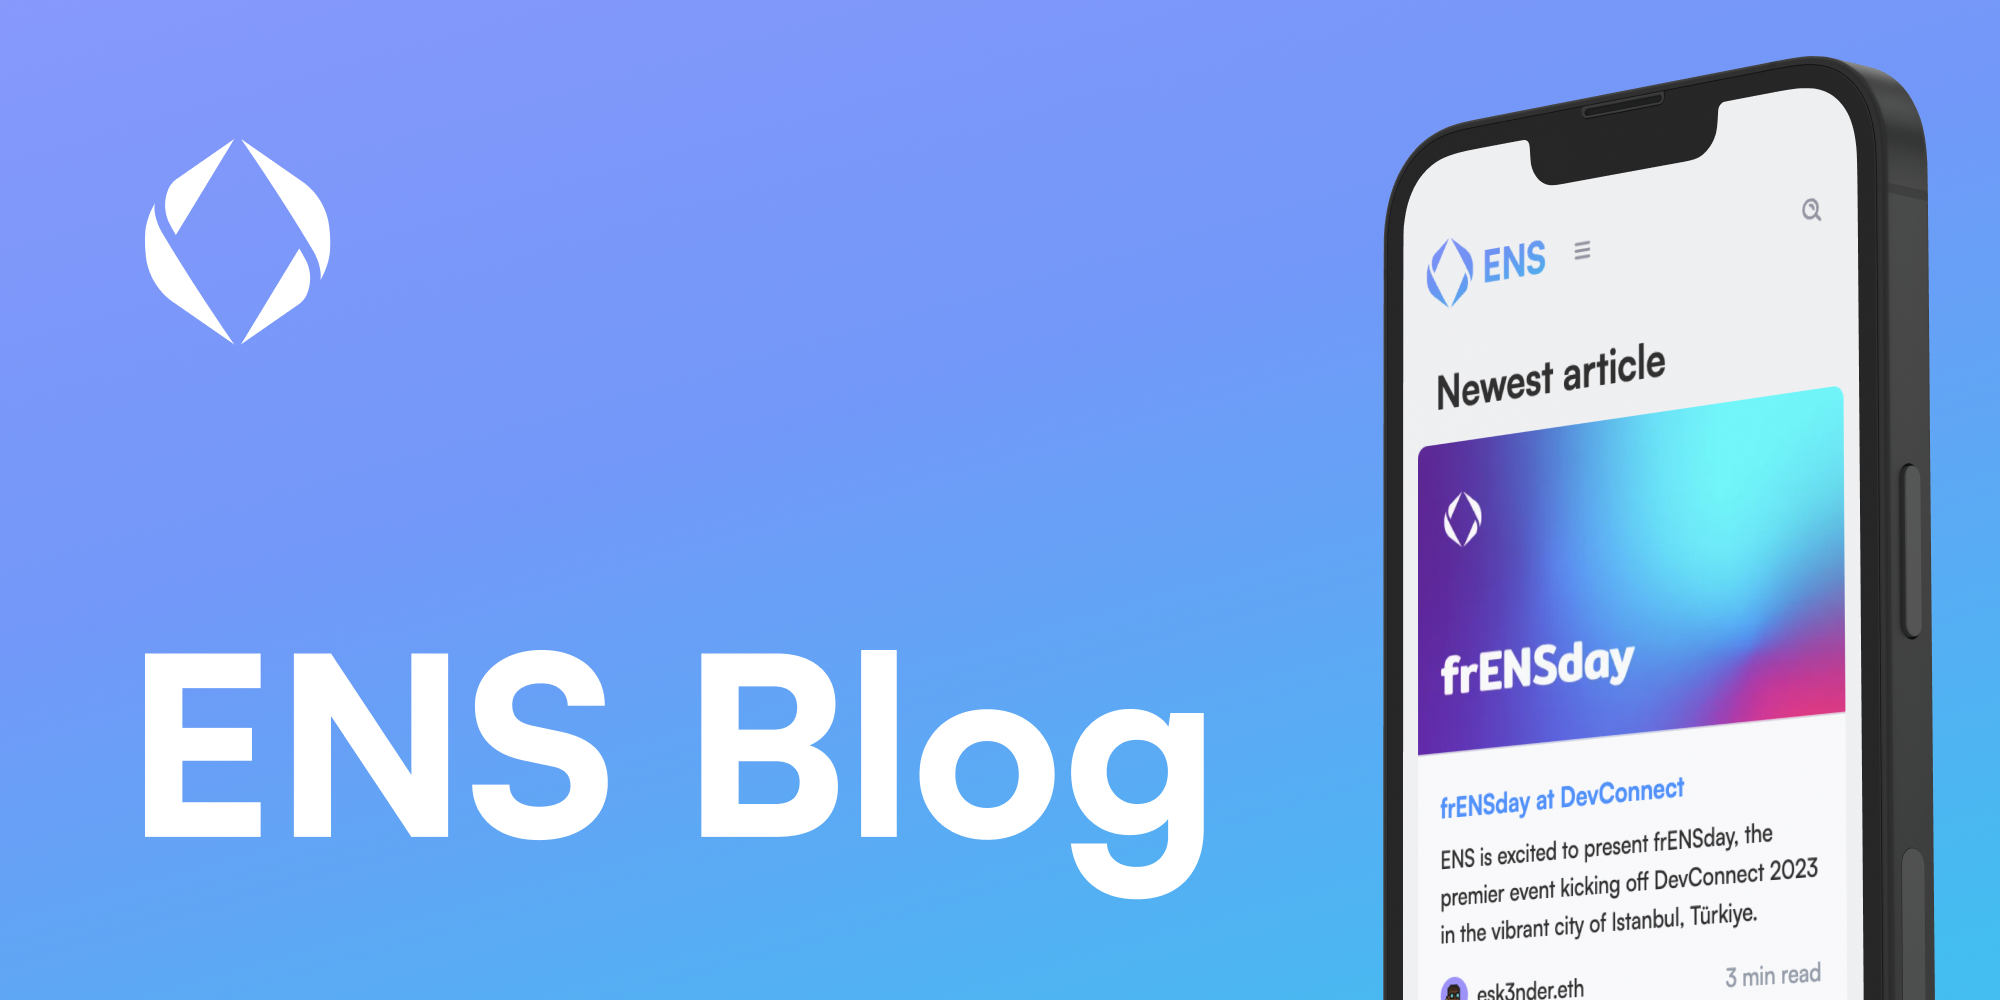 ENS Blog
ENS
Newest article
frENSday
frENSday at DevConnect
ENS is excited to present frENSday, the
premier event kicking off DevConnect 2023
in the vibrant city of Istanbul, Türkiye.
esk3nder.eth
3 min read